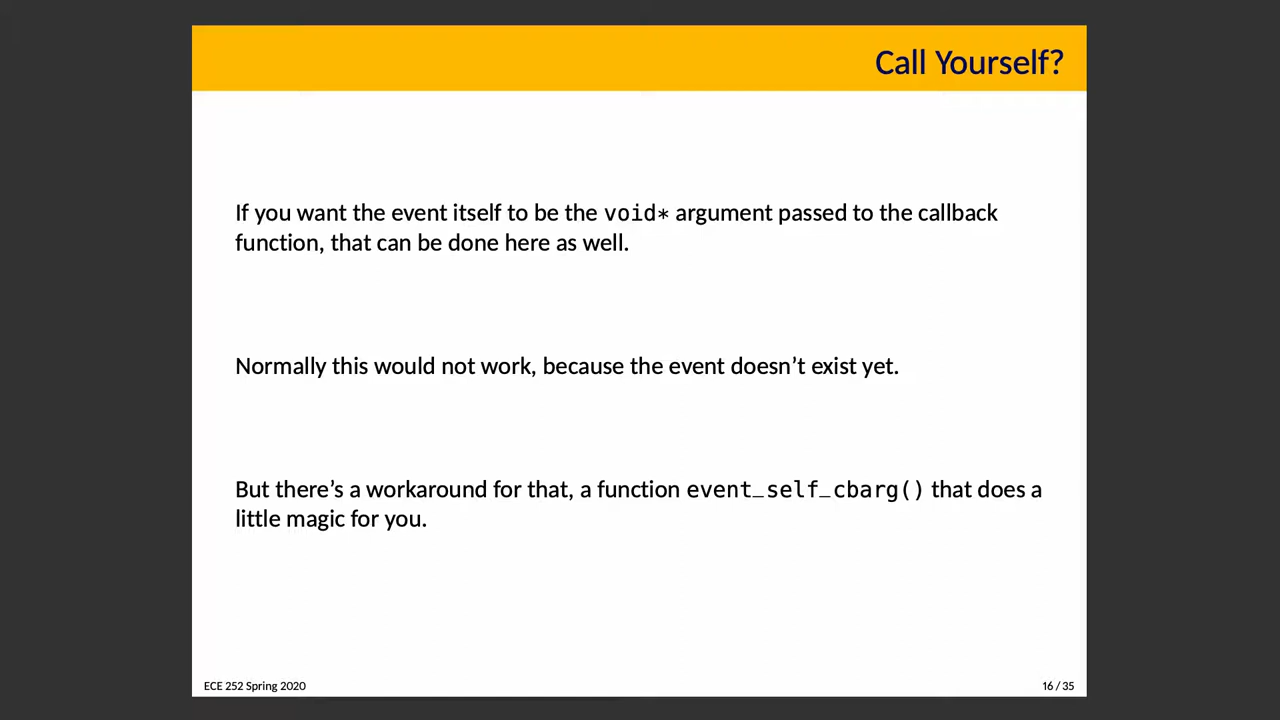 Call Yourself?
If you want the event itself to be the void* argument passed to the callback
function, that can be done here as well.
Normally this would not work, because the event doesn’t exist yet.
But there’s a workaround for that, a function event_self_cbarg() that does a
little magic for you.
ECE 252 Spring 2020
16 / 35